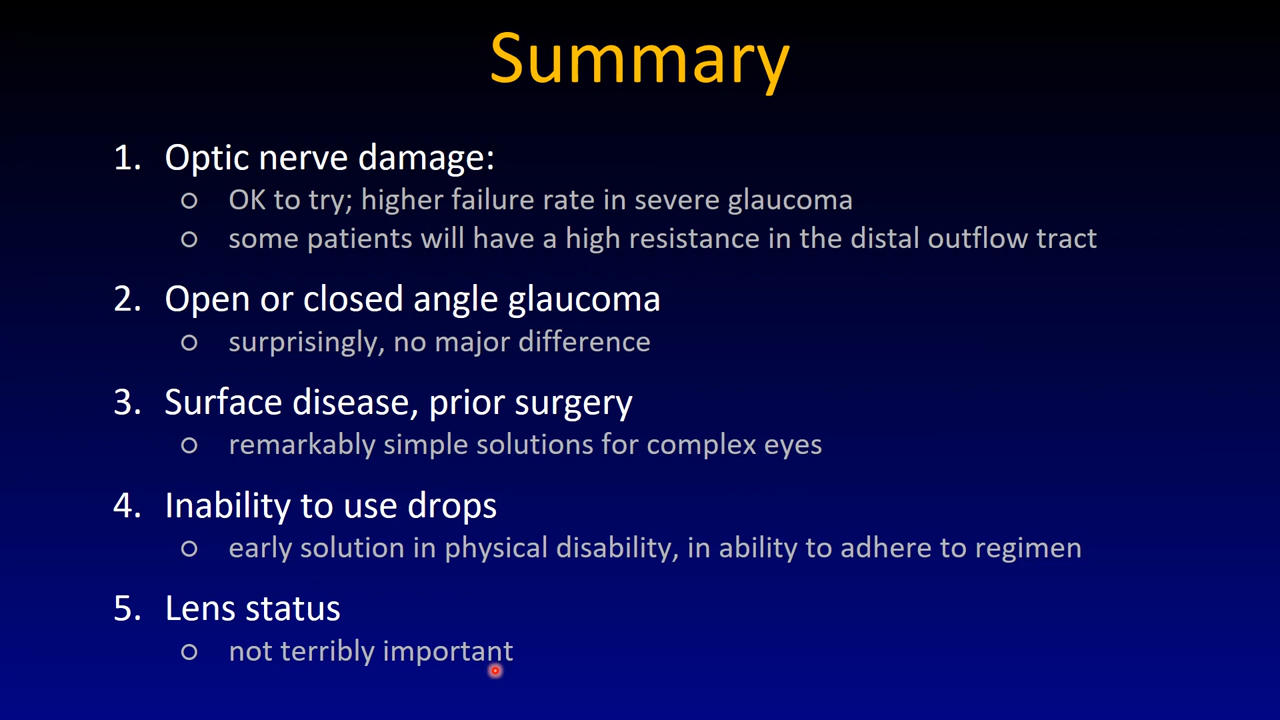 Summary
1. Optic nerve damage:
○ OK to try; higher failure rate in severe glaucoma
○ some patients will have a high resistance in the distal outflow tract
2. Open or closed angle glaucoma
○ surprisingly, no major difference
3. Surface disease, prior surgery
○ remarkably simple solutions for complex eyes
4. Inability to use drops
○ early solution in physical disability, in ability to adhere to regimen
5. Lens status
○ not terribly important